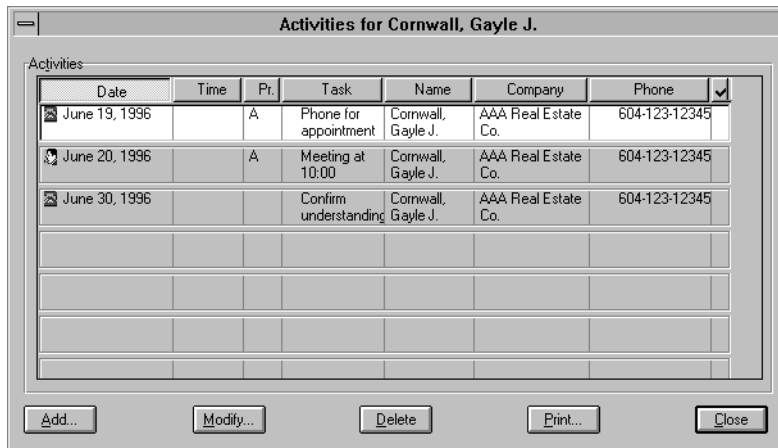 Activities for Cornwall, Gayle J.
Activities
Date Time Pr. Task Name Company Phone
June 19, 1996 A Phone for appointment Cornwall, Gayle J. AAA Real Estate Co. 604-123-12345
June 20, 1996 A Meeting at 10:00 Cornwall, Gayle J. AAA Real Estate Co. 604-123-12345
June 30, 1996 Confirm understanding Cornwall, Gayle J. AAA Real Estate Co. 604-123-12345
Add... Modify... Delete Print... Close